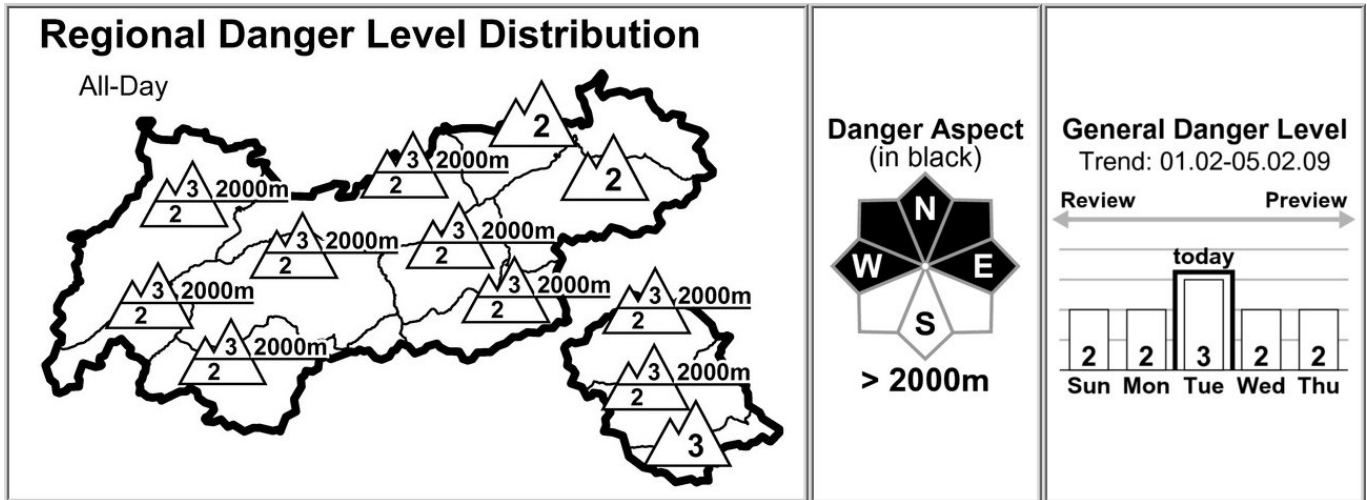 Regional Danger Level Distribution
All-Day
2
2
3 2000m
2
3 2000m
2
3 2000m
2
3 2000m
2
3 2000m
2
3 2000m
2
3 2000m
2
3 2000m
2
3 2000m
2
3
Danger Aspect
(in black)
N
W E
S
> 2000m
General Danger Level
Trend: 01.02-05.02.09
Review Preview
today
2 2 3 2 2
Sun Mon Tue Wed Thu